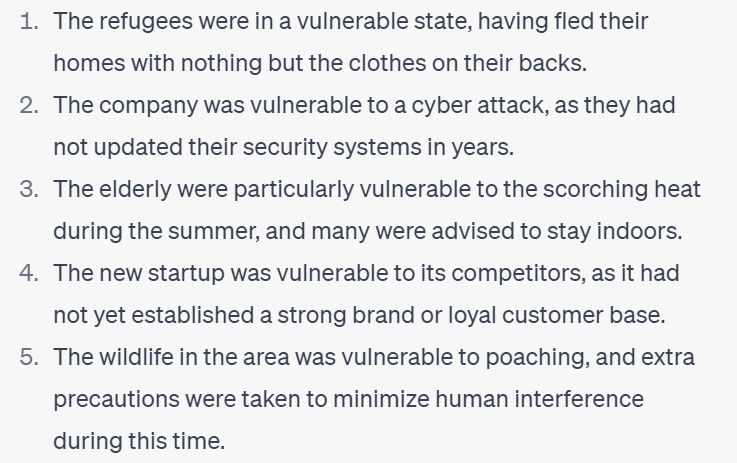 1. The refugees were in a vulnerable state, having fled their
homes with nothing but the clothes on their backs.
2. The company was vulnerable to a cyber attack, as they had
not updated their security systems in years.
3. The elderly were particularly vulnerable to the scorching heat
during the summer, and many were advised to stay indoors.
4. The new startup was vulnerable to its competitors, as it had
not yet established a strong brand or loyal customer base.
5. The wildlife in the area was vulnerable to poaching, and extra
precautions were taken to minimize human interference
during this time.